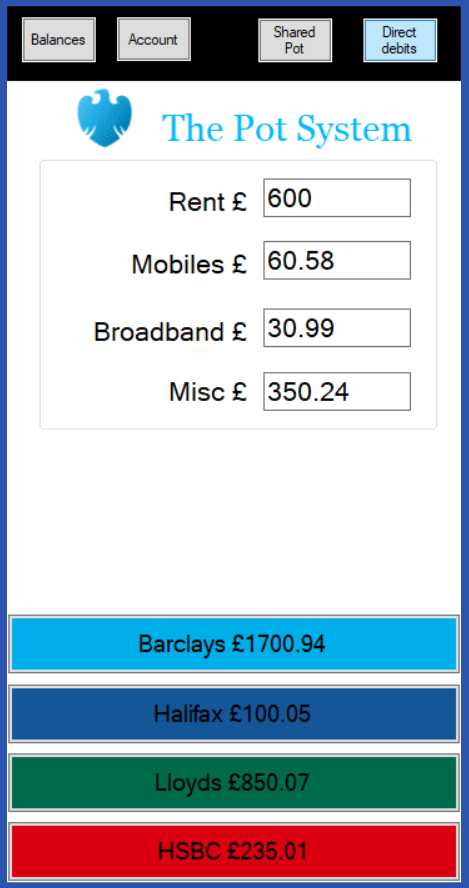 Balances
Account
Shared
Pot
Direct
debits
The Pot System
Rent £ 600
Mobiles £ 60.58
Broadband £ 30.99
Misc £ 350.24
Barclays £1700.94
Halifax £100.05
Lloyds £850.07
HSBC £235.01